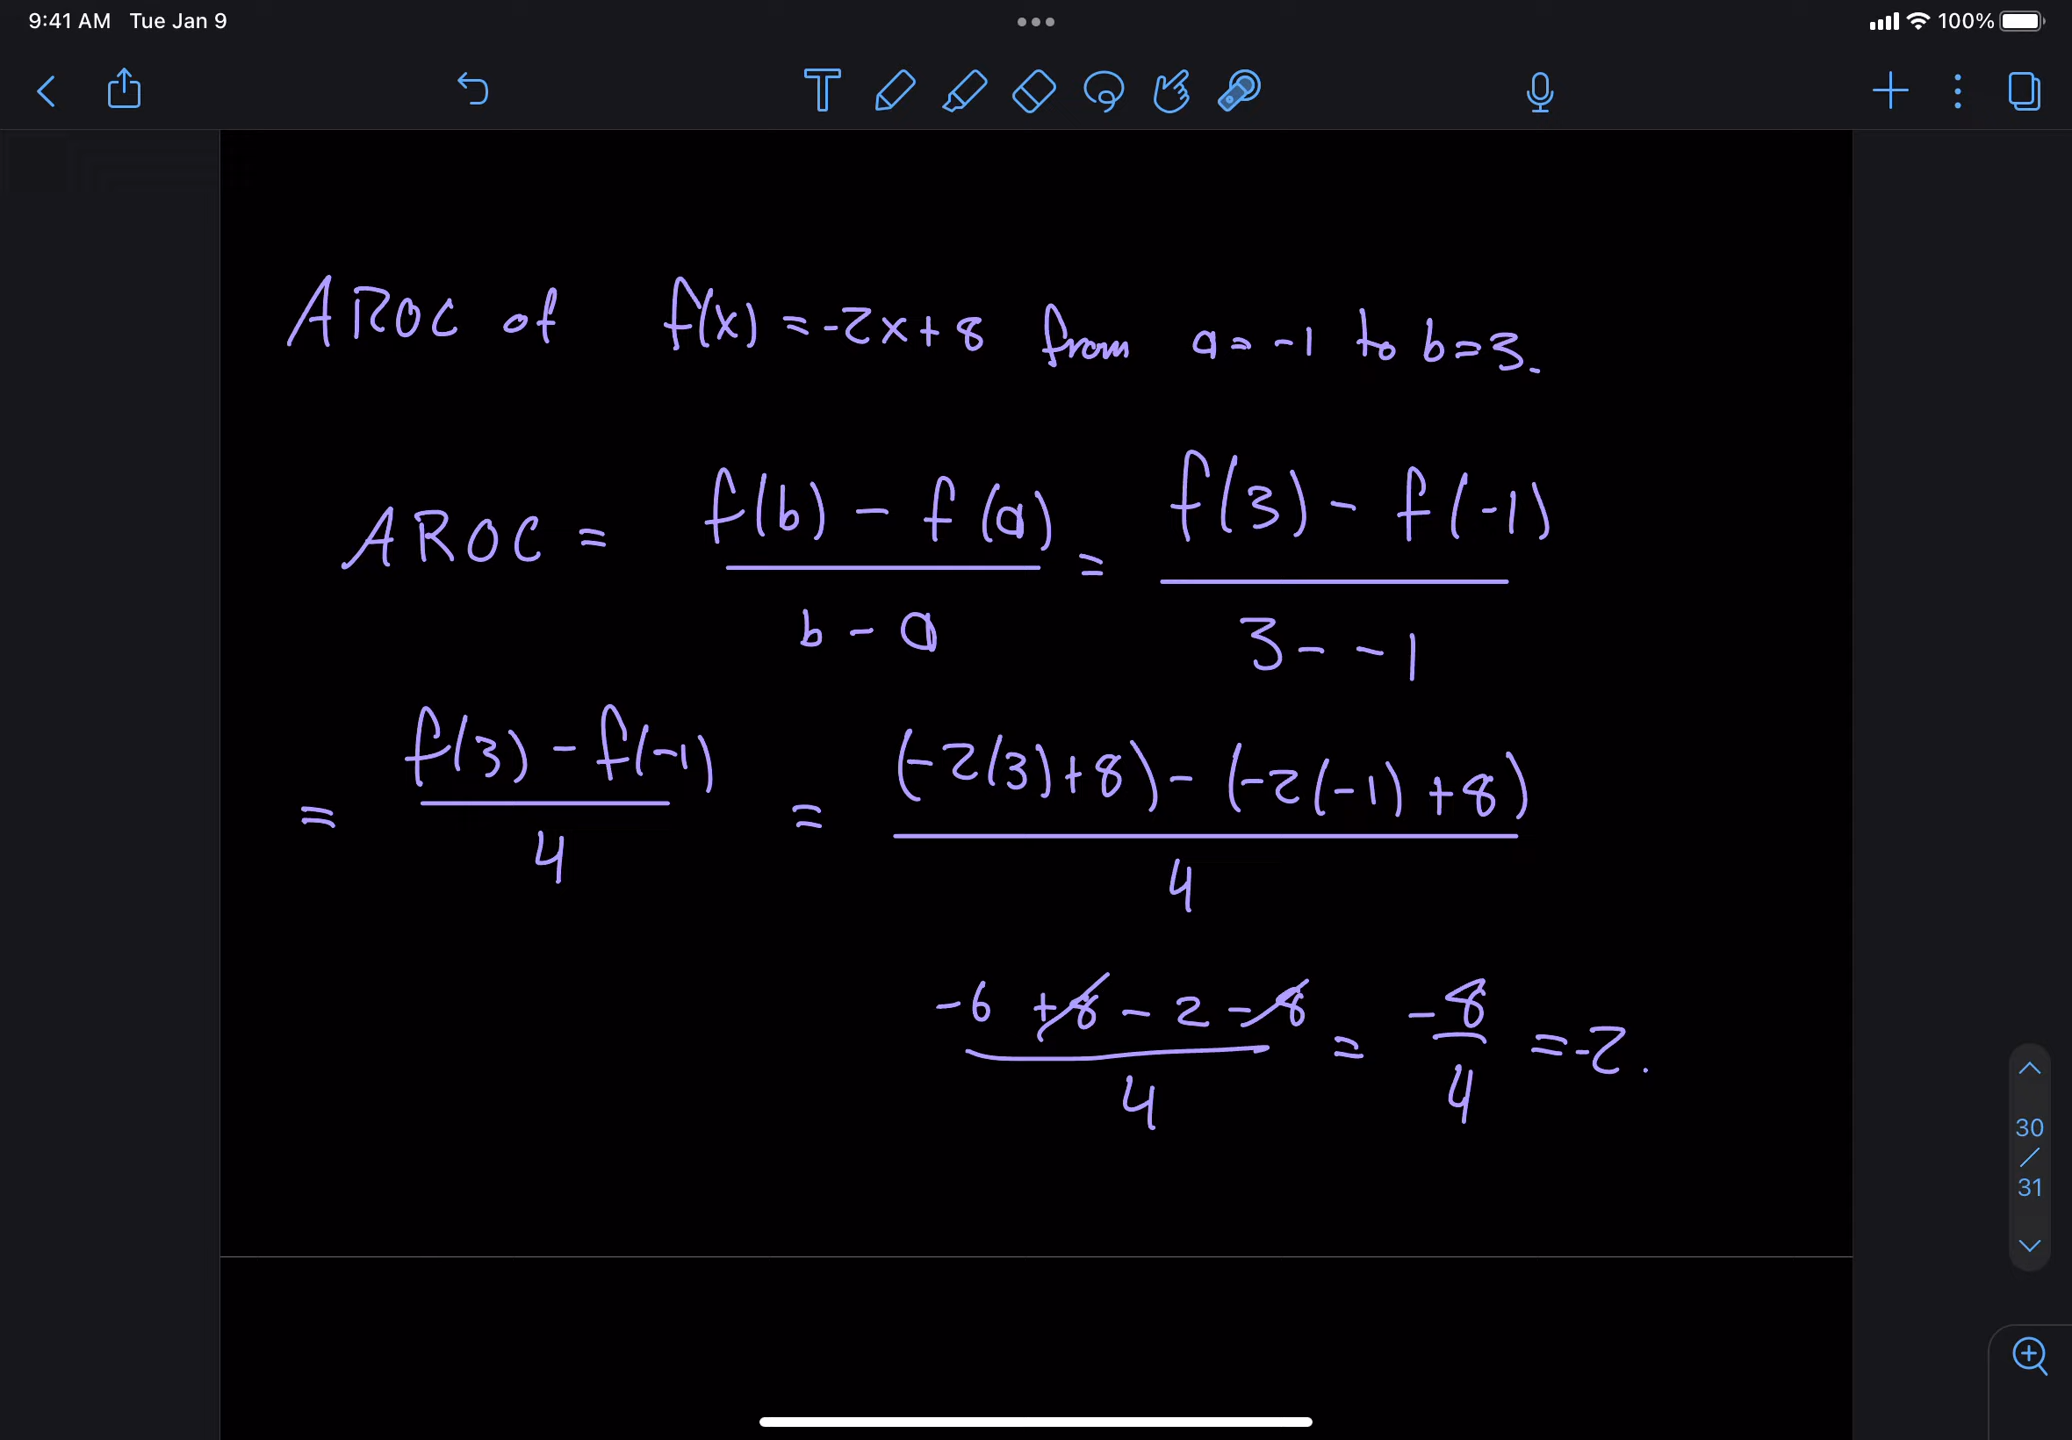 9:41 AM Tue Jan 9
100%
T
AROC of f(x) = -2x+8 from a = -1 to b=3.
AROC = f(b) - f(a) / b - a = f(3) - f(-1) / 3 - -1
= f(3) - f(-1) / 4 = (-2(3)+8) - (-2(-1) +8) / 4
-6 +8 - 2 - 8 / 4 = -8 / 4 = -2.
30
/
31